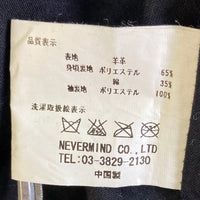 品質表示
表地 羊革
身頃裏地 ポリエステル 65%
綿 35%
袖裏地 ポリエステル 100%
洗濯取扱絵表示
NEVERMIND CO., LTD
TEL:03-3829-2130
中国製